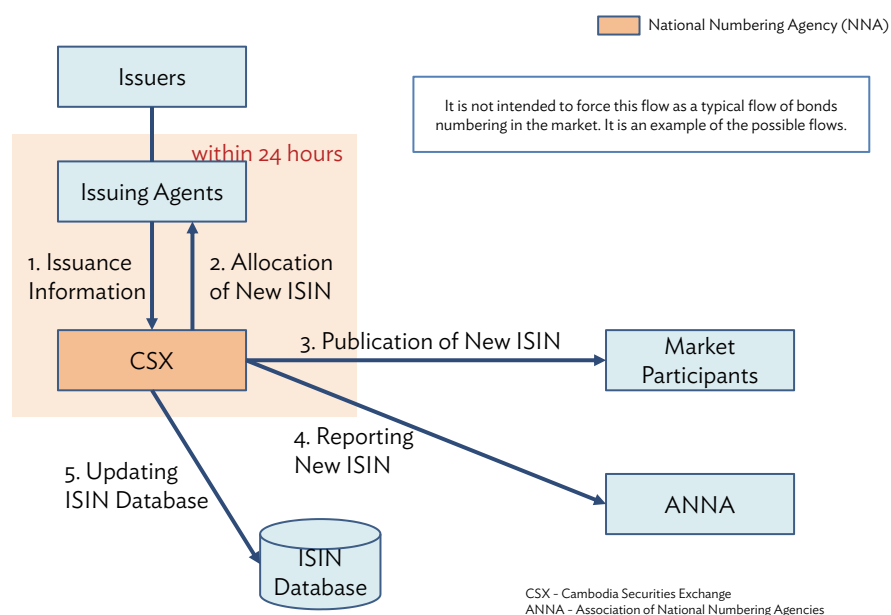 National Numbering Agency (NNA)
Issuers
It is not intended to force this flow as a typical flow of bonds
numbering in the market. It is an example of the possible flows.
within 24 hours
Issuing Agents
1. Issuance
Information
2. Allocation
of New ISIN
CSX
3. Publication of New ISIN
Market
Participants
4. Reporting
New ISIN
5. Updating
ISIN Database
ANNA
ISIN
Database
CSX - Cambodia Securities Exchange
ANNA - Association of National Numbering Agencies